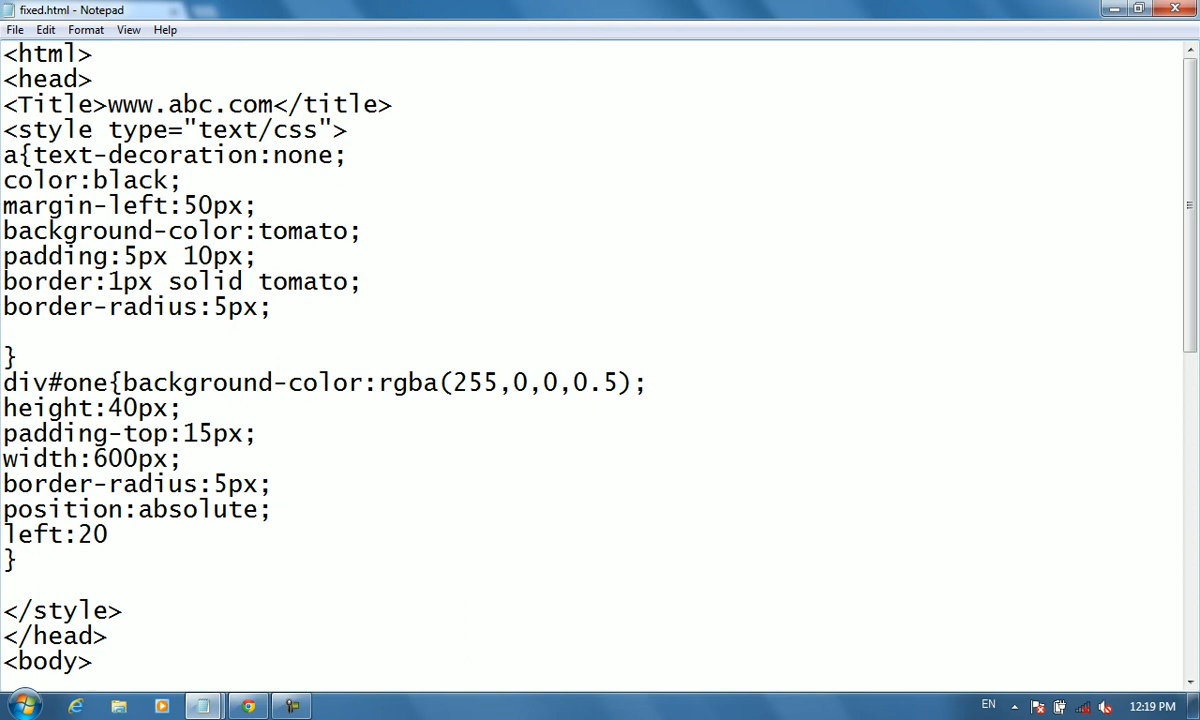 fixed.html - Notepad
File Edit Format View Help
<html>
<head>
<Title>www.abc.com</title>
<style type="text/css">
a{text-decoration:none;
color:black;
margin-left:50px;
background-color:tomato;
padding:5px 10px;
border:1px solid tomato;
border-radius:5px;
}
div#one{background-color:rgba(255,0,0,0.5);
height:40px;
padding-top:15px;
width:600px;
border-radius:5px;
position:absolute;
left:20
}
</style>
</head>
<body>
EN 12:19 PM